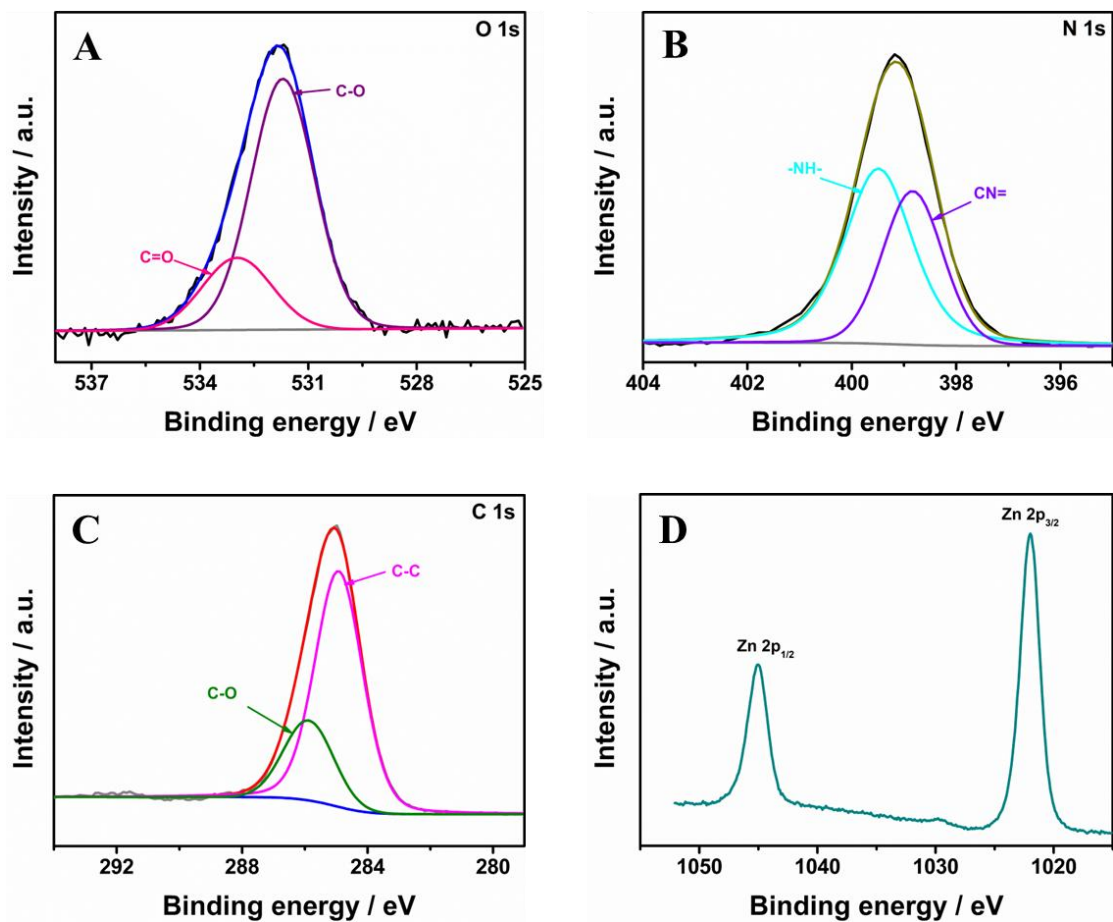 A
O 1s
C-O
C=O
Intensity / a.u.
537 534 531 528 525
Binding energy / eV
B
N 1s
-NH-
CN=
Intensity / a.u.
404 402 400 398 396
Binding energy / eV
C
C 1s
C-C
C-O
Intensity / a.u.
292 288 284 280
Binding energy / eV
D
Zn 2p3/2
Zn 2p1/2
Intensity / a.u.
1050 1040 1030 1020
Binding energy / eV